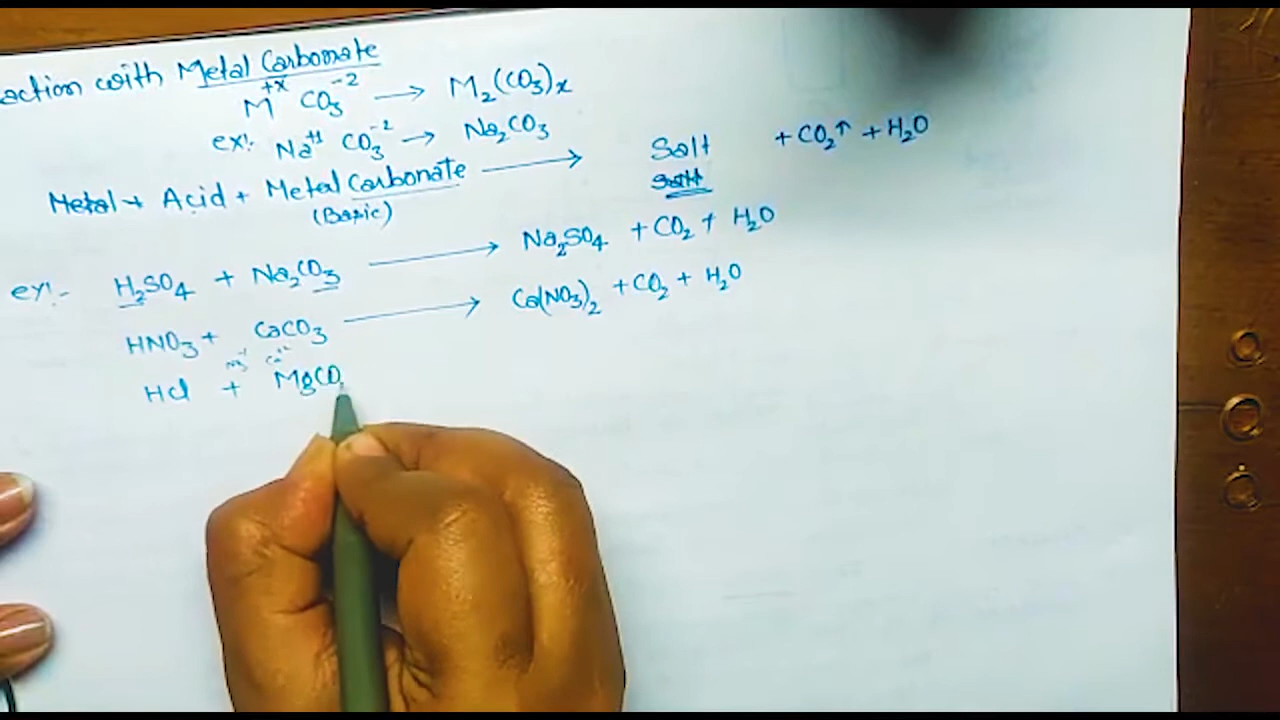 action with Metal Carbonate
M⁺ˣ CO₃⁻² → M₂(CO₃)ₓ
ex:- Na⁺¹ CO₃⁻² → Na₂CO₃
Metal + Acid + Metal Carbonate → Salt + CO₂↑ + H₂O
(Basic)
ex:- H₂SO₄ + Na₂CO₃ → Na₂SO₄ + CO₂ + H₂O
HNO₃ + CaCO₃ → Ca(NO₃)₂ + CO₂ + H₂O
HCl + MgCO